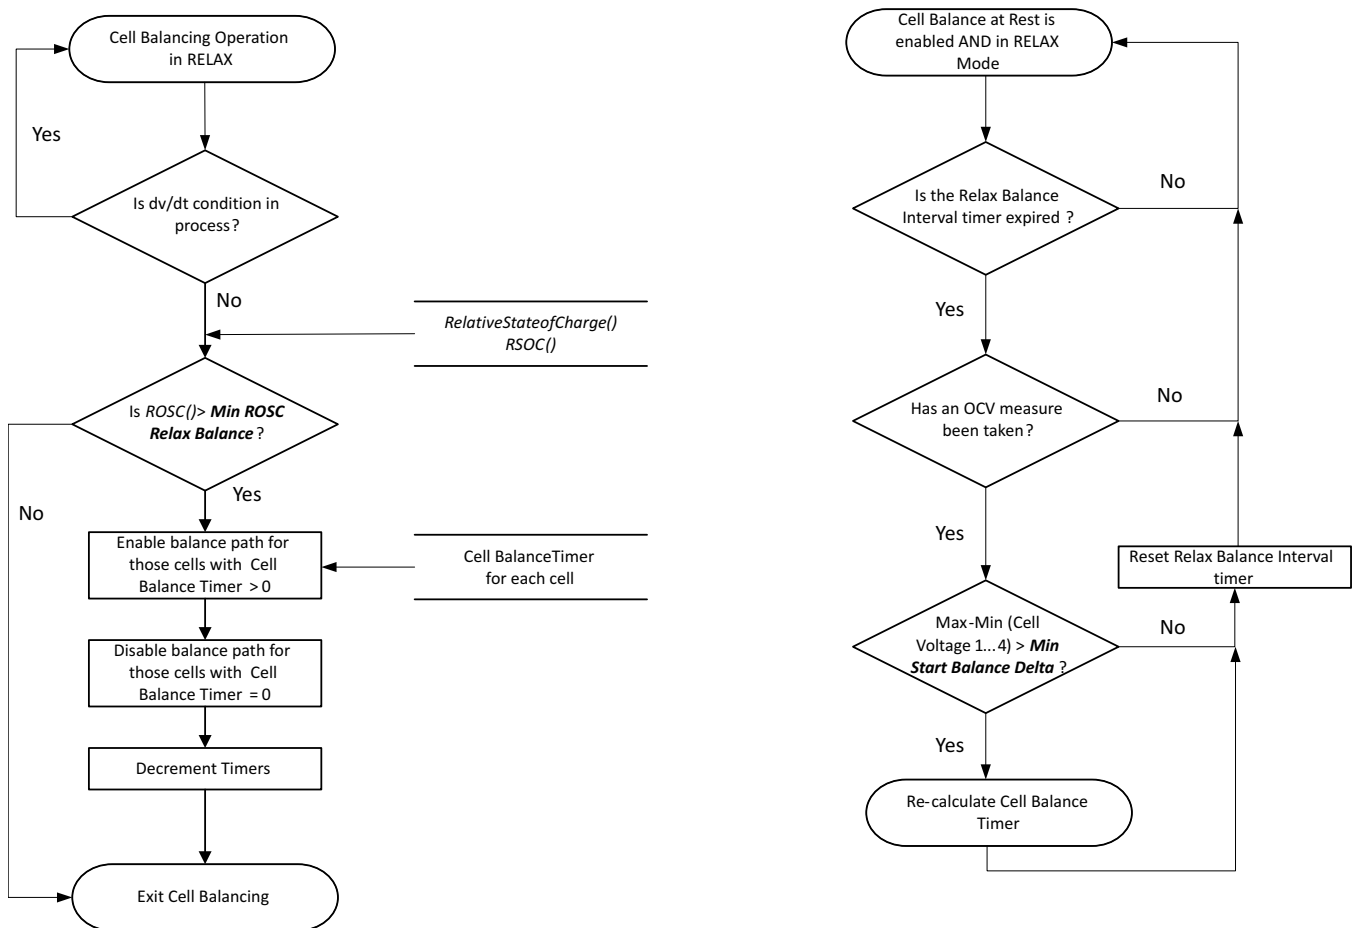 Cell Balancing Operation
in RELAX
Yes
Is dv/dt condition in
process?
No
RelativeStateofCharge()
RSOC()
Is ROSC()> Min ROSC
Relax Balance ?
Yes
No
Enable balance path for
those cells with Cell
Balance Timer > 0
Cell BalanceTimer
for each cell
Disable balance path for
those cells with Cell
Balance Timer = 0
Decrement Timers
Exit Cell Balancing
Cell Balance at Rest is
enabled AND in RELAX
Mode
Is the Relax Balance
Interval timer expired ?
No
Yes
Has an OCV measure
been taken?
No
Yes
Reset Relax Balance Interval
timer
Max-Min (Cell
Voltage 1...4) > Min
Start Balance Delta ?
No
Yes
Re-calculate Cell Balance
Timer